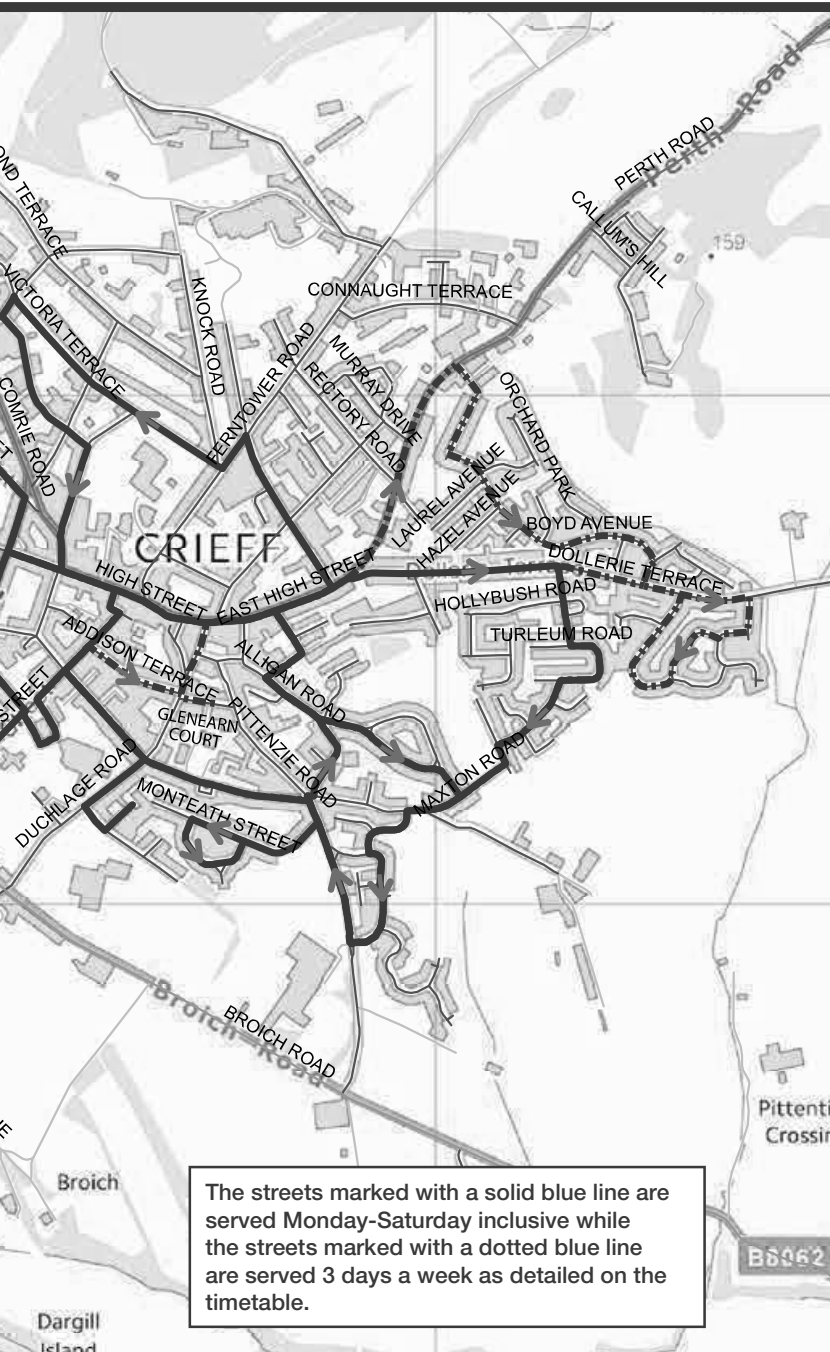 Perth Road
PERTH ROAD
OND TERRACE
CALLUM'S HILL
159
VICTORIA TERRACE
KNOCK ROAD
CONNAUGHT TERRACE
FERNTOWER ROAD
MURRAY DRIVE
RECTORY ROAD
COMRIE ROAD
ET
ORCHARD PARK
LAUREL AVENUE
HAZEL AVENUE
BOYD AVENUE
CRIEFF
DOLLERIE TERRACE
HIGH STREET
EAST HIGH STREET
HOLLYBUSH ROAD
TURLEUM ROAD
ADDISON TERRACE
ALLIGAN ROAD
STREET
GLENEARN
COURT
PITTENZIE ROAD
DUCHLAGE ROAD
MONTEATH STREET
MAXTON ROAD
Broich Road
BROICH ROAD
Pittenti
Crossin
E
Broich
The streets marked with a solid blue line are
served Monday-Saturday inclusive while
the streets marked with a dotted blue line
are served 3 days a week as detailed on the
timetable.
B8062
Dargill
Island